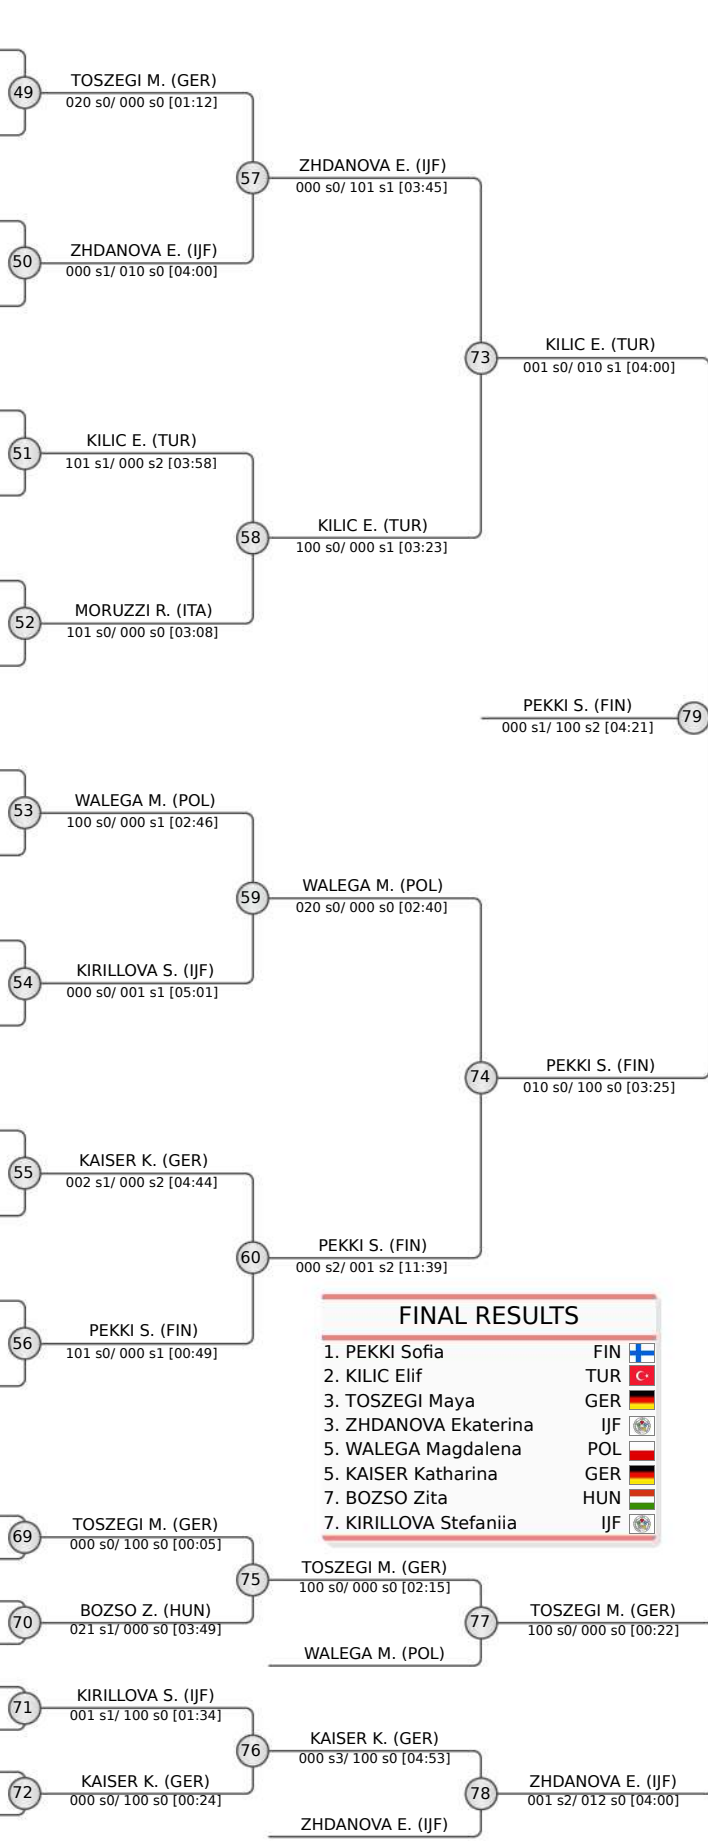 TOSZEGI M. (GER)
49
020 s0/ 000 s0 [01:12]
ZHDANOVA E. (IJF)
57
000 s0/ 101 s1 [03:45]
ZHDANOVA E. (IJF)
50
000 s1/ 010 s0 [04:00]
KILIC E. (TUR)
73
001 s0/ 010 s1 [04:00]
KILIC E. (TUR)
51
101 s1/ 000 s2 [03:58]
KILIC E. (TUR)
58
100 s0/ 000 s1 [03:23]
MORUZZI R. (ITA)
52
101 s0/ 000 s0 [03:08]
PEKKI S. (FIN)
79
000 s1/ 100 s2 [04:21]
WALEGA M. (POL)
53
100 s0/ 000 s1 [02:46]
WALEGA M. (POL)
59
020 s0/ 000 s0 [02:40]
KIRILLOVA S. (IJF)
54
000 s0/ 001 s1 [05:01]
PEKKI S. (FIN)
74
010 s0/ 100 s0 [03:25]
KAISER K. (GER)
55
002 s1/ 000 s2 [04:44]
PEKKI S. (FIN)
60
000 s2/ 001 s2 [11:39]
PEKKI S. (FIN)
56
101 s0/ 000 s1 [00:49]
FINAL RESULTS
1. PEKKI Sofia FIN
2. KILIC Elif TUR
3. TOSZEGI Maya GER
3. ZHDANOVA Ekaterina IJF
5. WALEGA Magdalena POL
5. KAISER Katharina GER
7. BOZSO Zita HUN
7. KIRILLOVA Stefaniia IJF
TOSZEGI M. (GER)
69
000 s0/ 100 s0 [00:05]
TOSZEGI M. (GER)
75
100 s0/ 000 s0 [02:15]
BOZSO Z. (HUN)
70
021 s1/ 000 s0 [03:49]
TOSZEGI M. (GER)
77
100 s0/ 000 s0 [00:22]
WALEGA M. (POL)
KIRILLOVA S. (IJF)
71
001 s1/ 100 s0 [01:34]
KAISER K. (GER)
76
000 s3/ 100 s0 [04:53]
KAISER K. (GER)
72
000 s0/ 100 s0 [00:24]
ZHDANOVA E. (IJF)
78
001 s2/ 012 s0 [04:00]
ZHDANOVA E. (IJF)